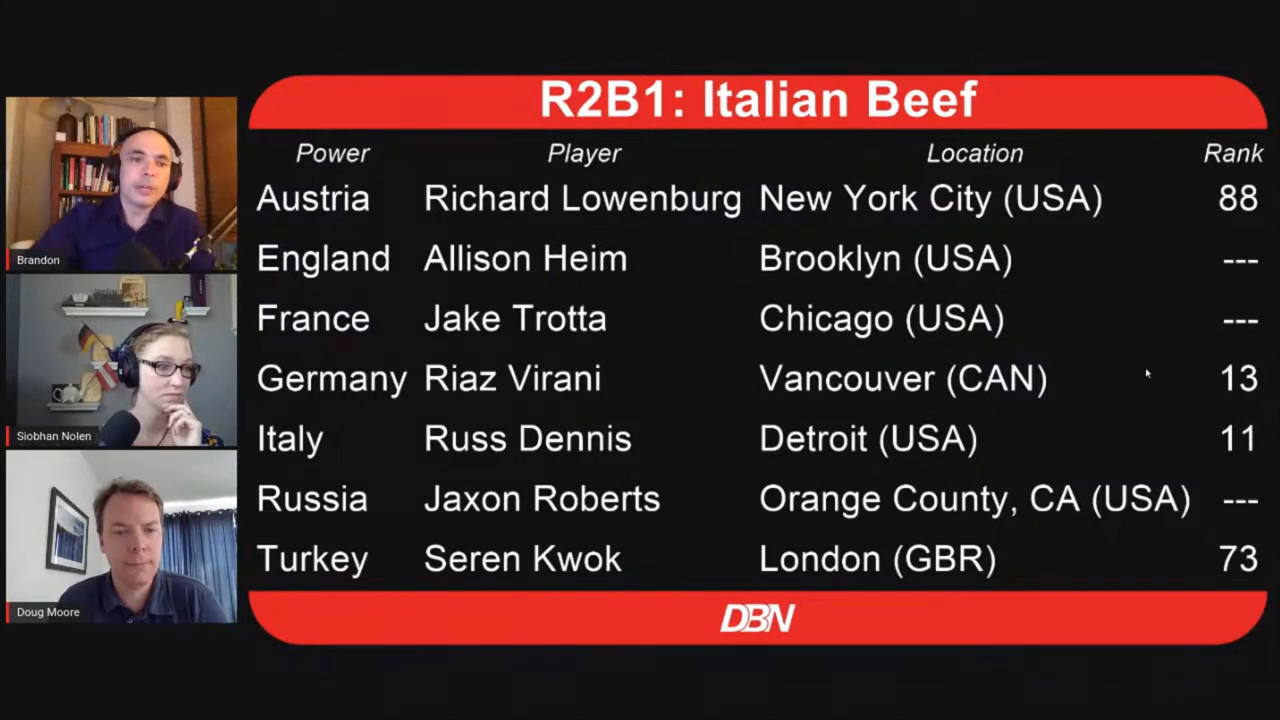 R2B1: Italian Beef
Power Player Location Rank
Austria Richard Lowenburg New York City (USA) 88
England Allison Heim Brooklyn (USA) ---
France Jake Trotta Chicago (USA) ---
Germany Riaz Virani Vancouver (CAN) 13
Italy Russ Dennis Detroit (USA) 11
Russia Jaxon Roberts Orange County, CA (USA) ---
Turkey Seren Kwok London (GBR) 73
DBN
Brandon
Siobhan Nolen
Doug Moore